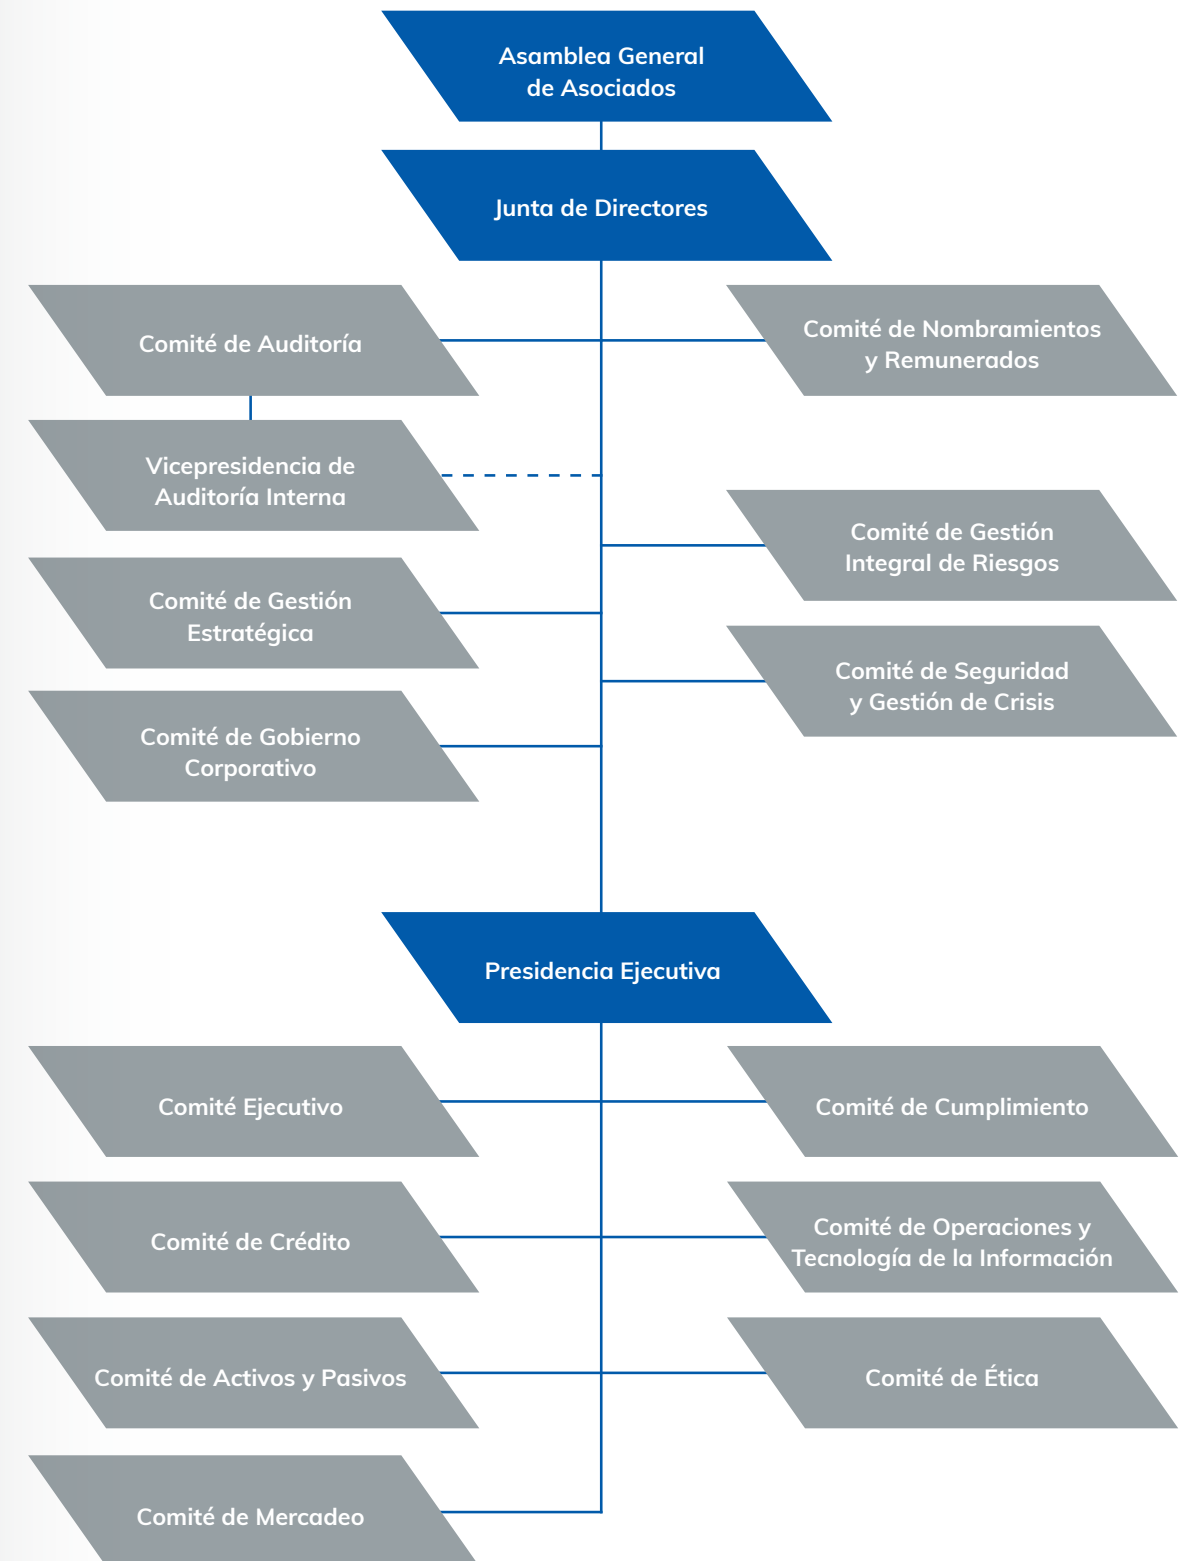 Asamblea General
de Asociados
Junta de Directores
Comité de Auditoría
Comité de Nombramientos
y Remunerados
Vicepresidencia de
Auditoría Interna
Comité de Gestión
Integral de Riesgos
Comité de Gestión
Estratégica
Comité de Seguridad
y Gestión de Crisis
Comité de Gobierno
Corporativo
Presidencia Ejecutiva
Comité Ejecutivo
Comité de Cumplimiento
Comité de Crédito
Comité de Operaciones y
Tecnología de la Información
Comité de Activos y Pasivos
Comité de Ética
Comité de Mercadeo